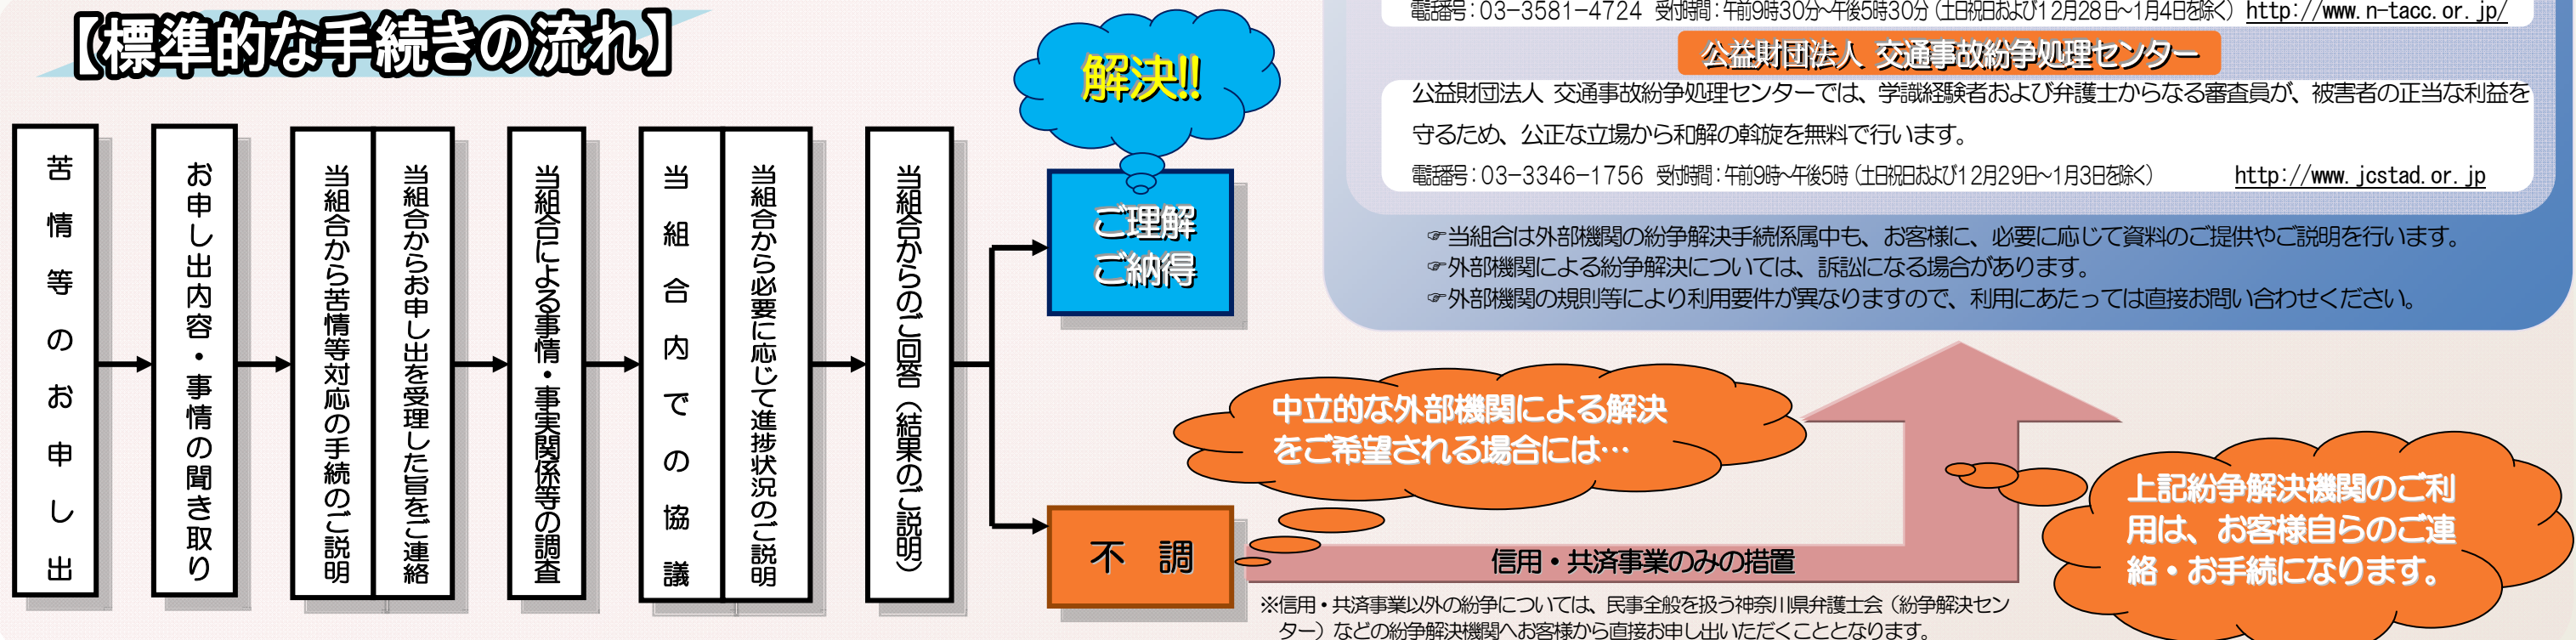 【標準的な手続きの流れ】
苦情等のお申し出
お申し出内容・事情の聞き取り
当組合からお申し出を受理した旨をご連絡
当組合から苦情等対応の手続のご説明
当組合による事情・事実関係等の調査
当組合内での協議
当組合から必要に応じて進捗状況のご説明
当組合からのご回答（結果のご説明）
解決!!
ご理解
ご納得
不 調
中立的な外部機関による解決
をご希望される場合には…
信用・共済事業のみの措置
※信用・共済事業以外の紛争については、民事全般を扱う神奈川県弁護士会（紛争解決セン
ター）などの紛争解決機関へお客様から直接お申し出いただくこととなります。
上記紛争解決機関のご利
用は、お客様自らのご連
絡・お手続になります。
電話番号：03-3581-4724 受付時間：午前9時30分～午後5時30分（土日祝日および12月28日～1月4日を除く） http://www.n-tacc.or.jp/
公益財団法人 交通事故紛争処理センター
公益財団法人 交通事故紛争処理センターでは、学識経験者および弁護士からなる審査員が、被害者の正当な利益を
守るため、公正な立場から和解の斡旋を無料で行います。
電話番号：03-3346-1756 受付時間：午前9時～午後5時（土日祝日および12月29日～1月3日を除く） http://www.jcstad.or.jp
☞当組合は外部機関の紛争解決手続係属中も、お客様に、必要に応じて資料のご提供やご説明を行います。
☞外部機関による紛争解決については、訴訟になる場合があります。
☞外部機関の規則等により利用要件が異なりますので、利用にあたっては直接お問い合わせください。